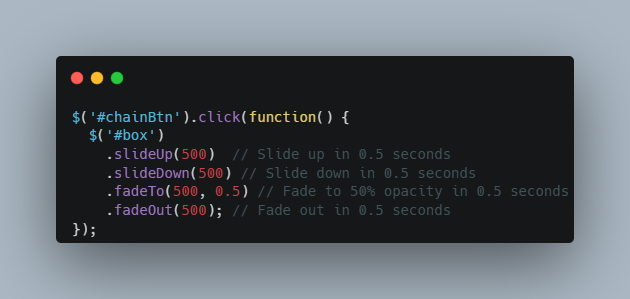 $('#chainBtn').click(function() {
  $('#box')
    .slideUp(500)  // Slide up in 0.5 seconds
    .slideDown(500) // Slide down in 0.5 seconds
    .fadeTo(500, 0.5) // Fade to 50% opacity in 0.5 seconds
    .fadeOut(500); // Fade out in 0.5 seconds
});